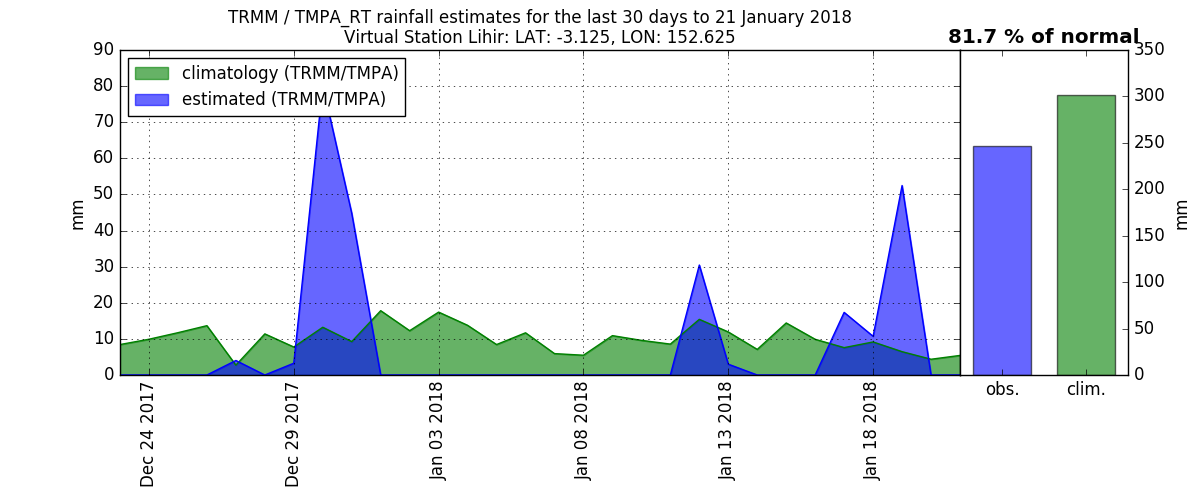 TRMM / TMPA_RT rainfall estimates for the last 30 days to 21 January 2018
Virtual Station Lihir: LAT: -3.125, LON: 152.625
81.7 % of normal
climatology (TRMM/TMPA)
estimated (TRMM/TMPA)
90
80
70
60
50
40
30
20
10
0
mm
Dec 24 2017
Dec 29 2017
Jan 03 2018
Jan 08 2018
Jan 13 2018
Jan 18 2018
350
300
250
200
150
100
50
0
mm
obs.
clim.